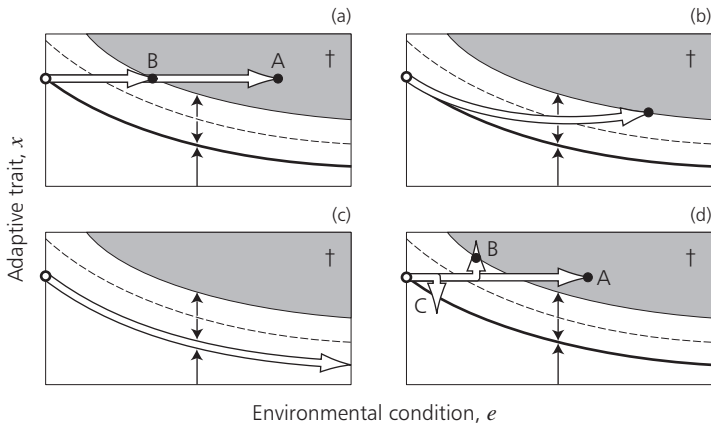 (a)
(b)
B
A
†
†
Adaptive trait, x
(c)
(d)
†
B
†
A
C
Environmental condition, e